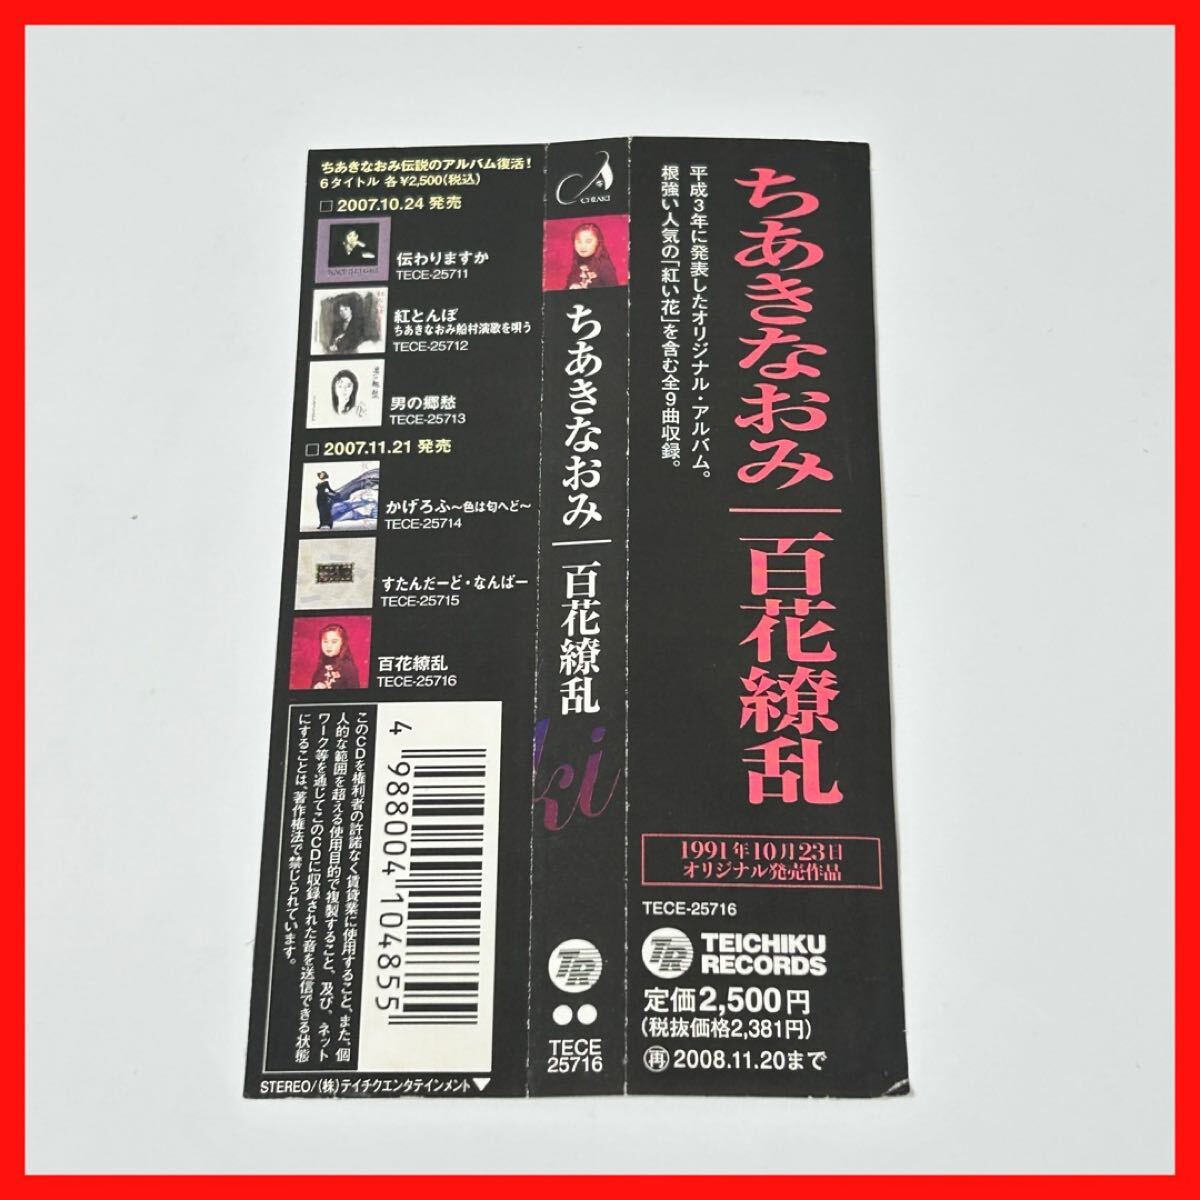 ちあきなおみ伝説のアルバム復活！
6タイトル 各¥2,500(税込)
□ 2007.10.24 発売
伝わりますか
TECE-25711
紅とんぼ
ちあきなおみ船村演歌を唄う
TECE-25712
男の郷愁
TECE-25713
□ 2007.11.21 発売
かげろふ〜色は匂へど〜
TECE-25714
すたんだーど・なんばー
TECE-25715
百花繚乱
TECE-25716
このCDを権利者の許諾なく賃貸業に使用すること、また、個
人的な範囲を超える使用目的で複製すること、及び、ネット
ワーク等を通じてこのCDに収録された音を送信できる状態
にすることは、著作権法で禁じられています。
4 988004 104855
STEREO/(株)テイチクエンタテインメント▼
CHIAKI
ちあきなおみ｜百花繚乱
ki
TR
TECE
25716
ちあきなおみ｜百花繚乱
平成3年に発表したオリジナル・アルバム。
根強い人気の「紅い花」を含む全9曲収録。
1991年10月23日
オリジナル発売作品
TECE-25716
TR TEICHIKU
RECORDS
定価2,500円
(税抜価格2,381円)
再 2008.11.20まで